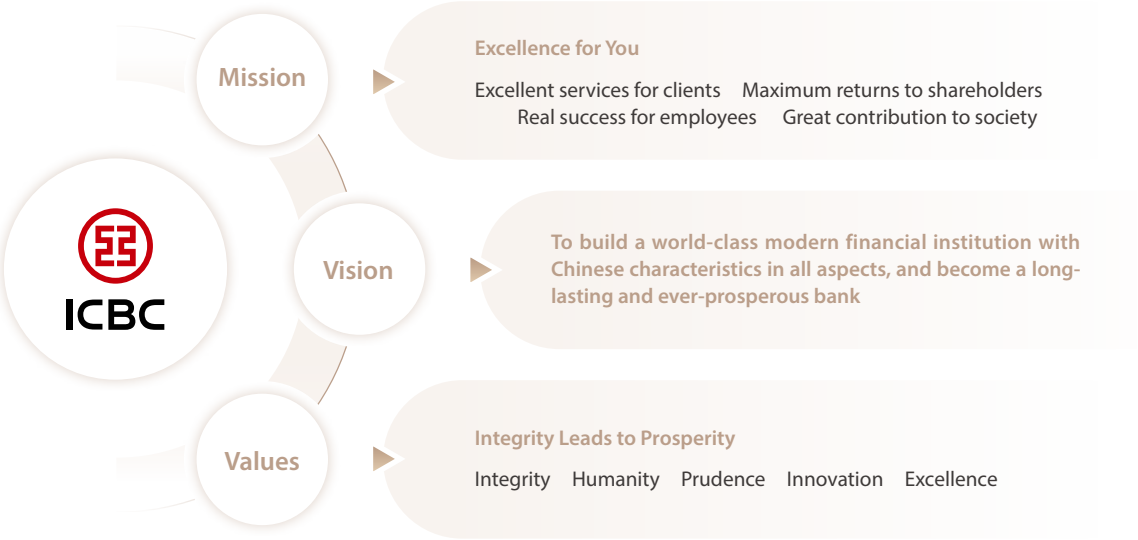 Mission
Excellence for You
Excellent services for clients Maximum returns to shareholders
Real success for employees Great contribution to society
ICBC
Vision
To build a world-class modern financial institution with
Chinese characteristics in all aspects, and become a long-
lasting and ever-prosperous bank
Values
Integrity Leads to Prosperity
Integrity Humanity Prudence Innovation Excellence